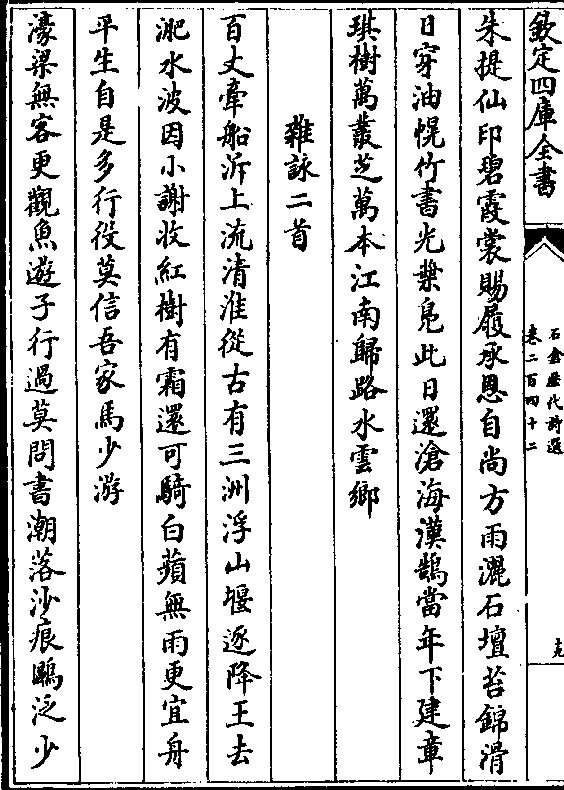 欽定四庫全書
石倉歷代詩選
卷二百四十二
朱提仙印碧霞裳賜履承恩自尚方雨灑石壇苔錦滑
日穿油幌竹書光葉鳬此日還滄海漢鵠當年下建章
琪樹萬叢芝萬本江南歸路水雲鄉
雜詠二首
百丈牽船泝上流清淮從古有三洲浮山堰逐降王去
淝水波因小謝收紅樹有霜還可騎白蘋無雨更宜舟
平生自是多行役莫信吾家馬少游
濠梁無客更觀魚遊子行過莫問書潮落沙痕鷗泛少